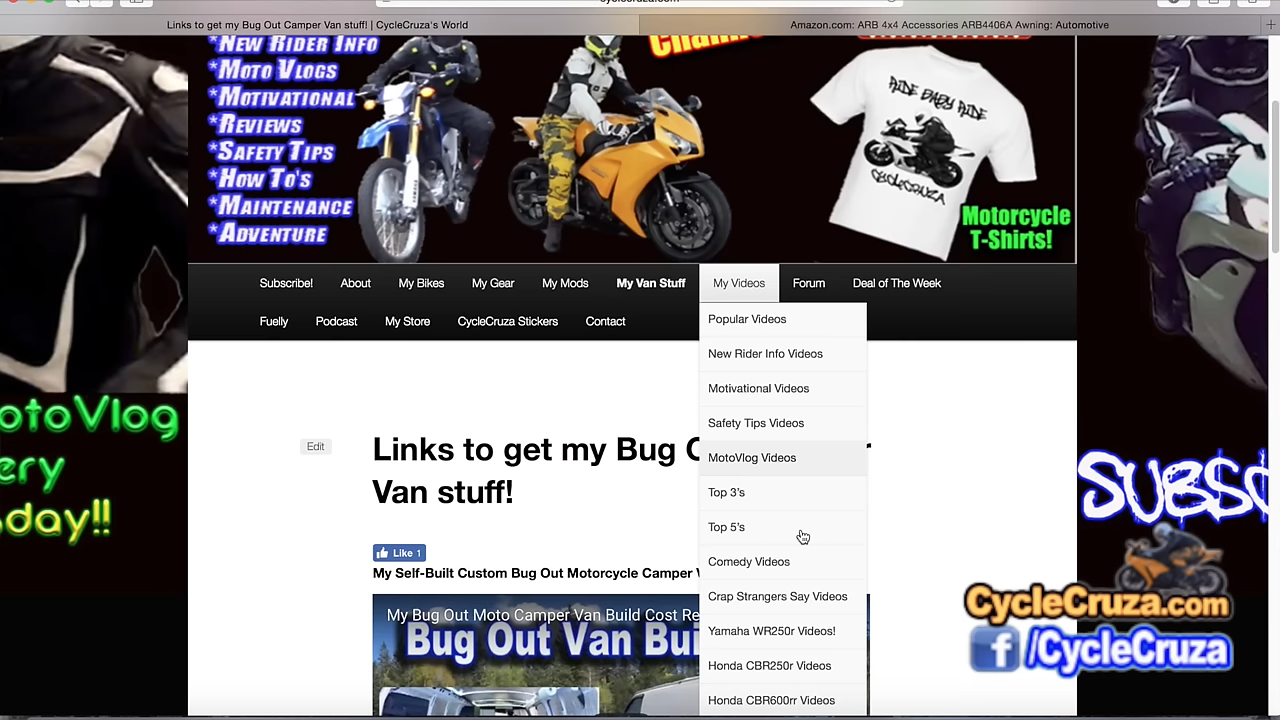 cyclecruza.com
Links to get my Bug Out Camper Van stuff! | CycleCruza's World
Amazon.com: ARB 4x4 Accessories ARB4406A Awning: Automotive
*New Rider Info
*Moto Vlogs
*Motivational
*Reviews
*Safety Tips
*How To's
*Maintenance
*Adventure
RIDE BABY RIDE
CYCLECRUZA
Motorcycle
T-Shirts!
Subscribe!
About
My Bikes
My Gear
My Mods
My Van Stuff
My Videos
Forum
Deal of The Week
Fuelly
Podcast
My Store
CycleCruza Stickers
Contact
Popular Videos
New Rider Info Videos
Motivational Videos
Safety Tips Videos
MotoVlog Videos
Top 3's
Top 5's
Comedy Videos
Crap Strangers Say Videos
Yamaha WR250r Videos!
Honda CBR250r Videos
Honda CBR600rr Videos
Edit
Links to get my Bug
Van stuff!
Like 1
My Self-Built Custom Bug Out Motorcycle Camper
My Bug Out Moto Camper Van Build Cost
Bug Out Van
CycleCruza.com
f /CycleCruza